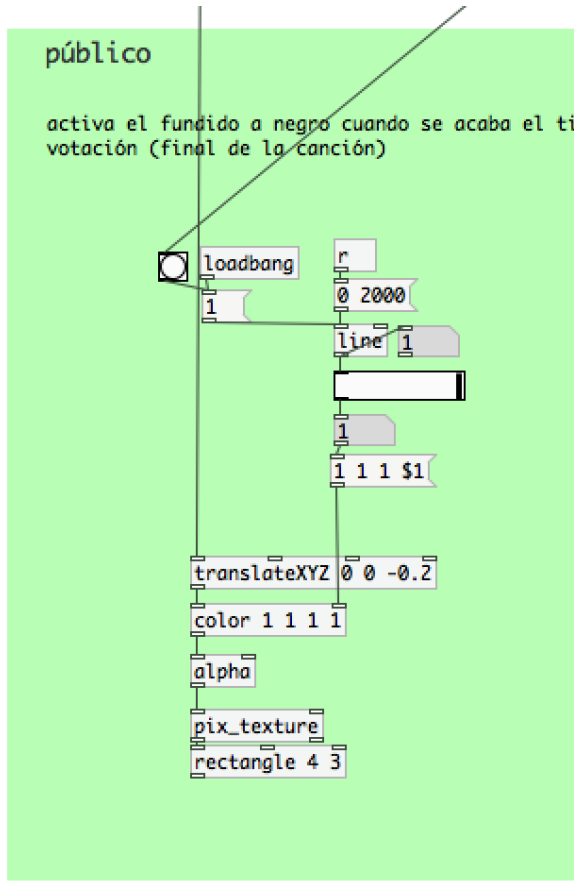 público
activa el fundido a negro cuando se acaba el ti
votación (final de la canción)
loadbang
r
1
0 2000
line
1
1
1 1 1 $1
translateXYZ 0 0 -0.2
color 1 1 1 1
alpha
pix_texture
rectangle 4 3